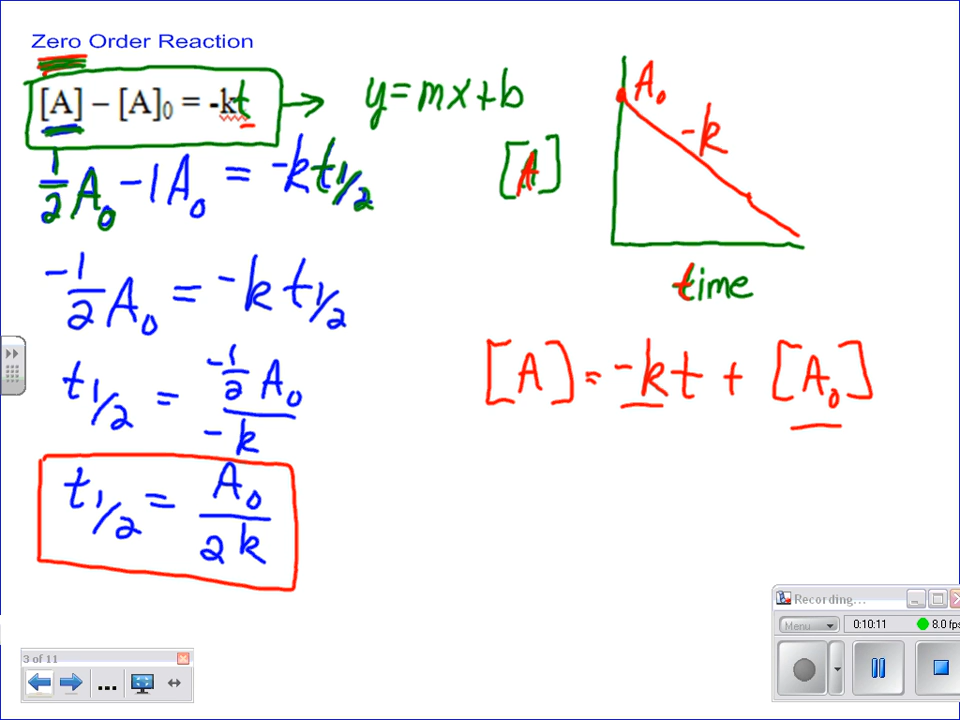 Zero Order Reaction
[A] – [A]₀ = -kt → y = mx + b
½A₀ - 1A₀ = -kt½
-½A₀ = -kt½
t½ = -½A₀ / -k
t½ = A₀ / 2k
A₀
-k
[A]
time
[A] = -kt + [A₀]
Recording...
Menu
0:10:11
8.0 fps
3 of 11
...